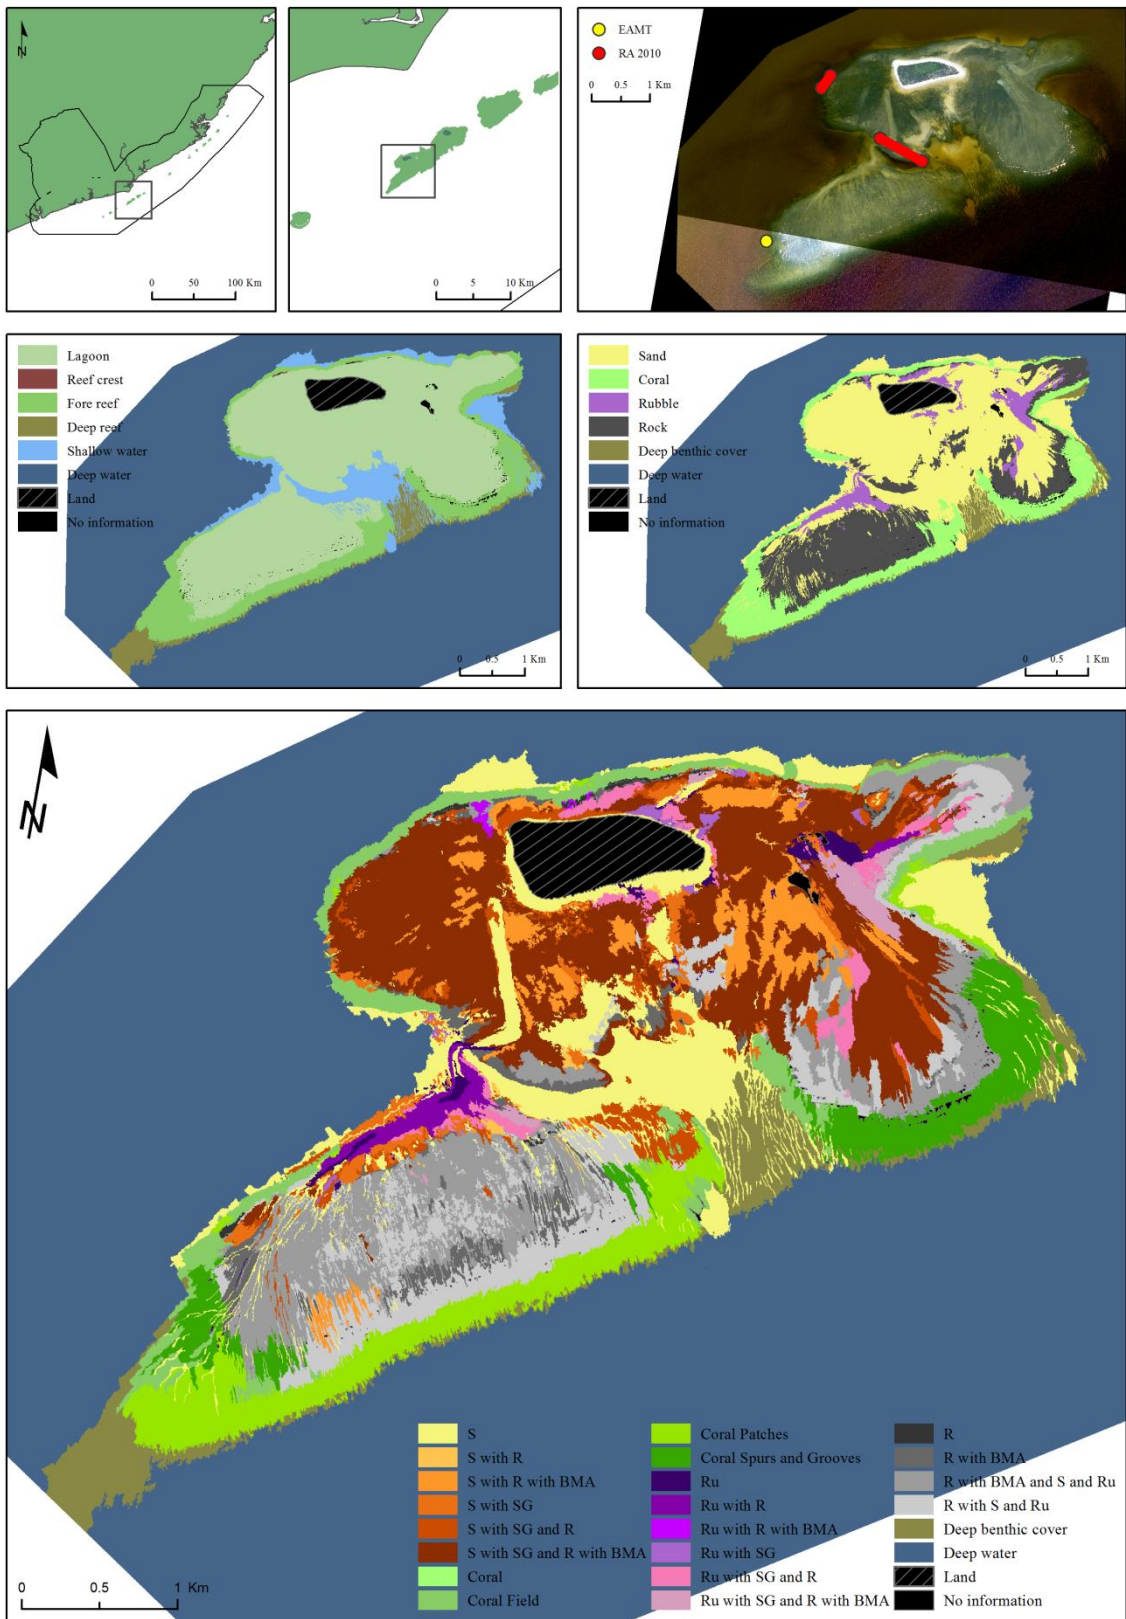 N
0 50 100 Km
0 5 10 Km
EAMT
RA 2010
0 0.5 1 Km
Lagoon
Reef crest
Fore reef
Deep reef
Shallow water
Deep water
Land
No information
0 0.5 1 Km
Sand
Coral
Rubble
Rock
Deep benthic cover
Deep water
Land
No information
0 0.5 1 Km
N
S
S with R
S with R with BMA
S with SG
S with SG and R
S with SG and R with BMA
Coral
Coral Field
Coral Patches
Coral Spurs and Grooves
Ru
Ru with R
Ru with R with BMA
Ru with SG
Ru with SG and R
Ru with SG and R with BMA
R
R with BMA
R with BMA and S and Ru
R with S and Ru
Deep benthic cover
Deep water
Land
No information
0 0.5 1 Km